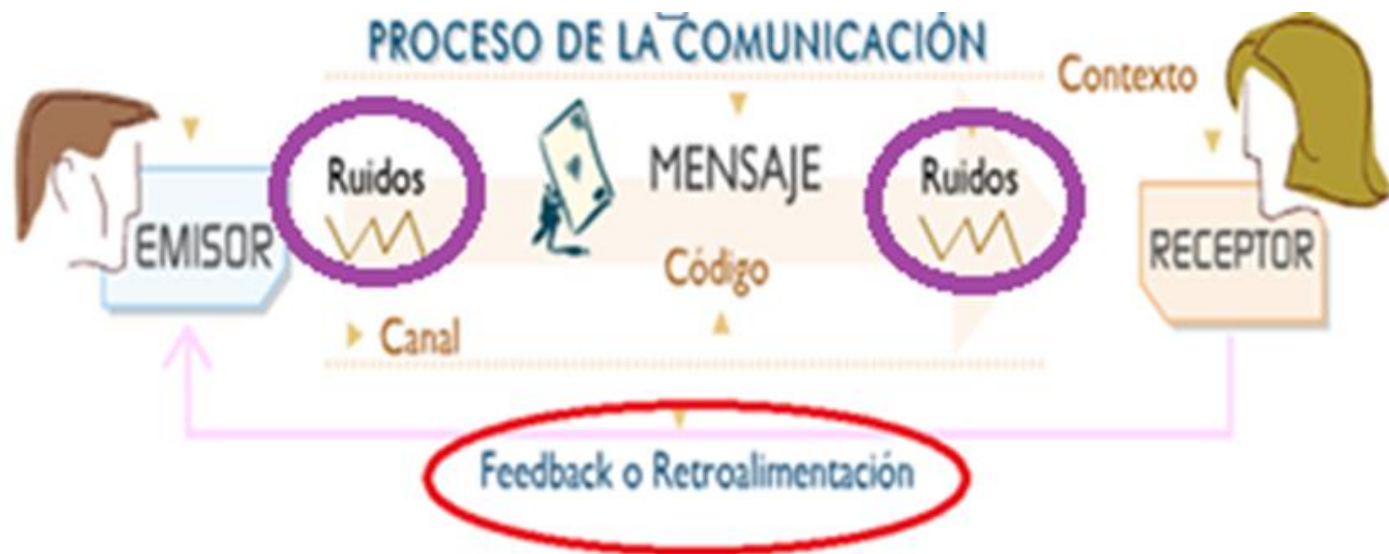 PROCESO DE LA COMUNICACIÓN
Contexto
Ruidos
MENSAJE
Ruidos
EMISOR
Código
RECEPTOR
Canal
Feedback o Retroalimentación